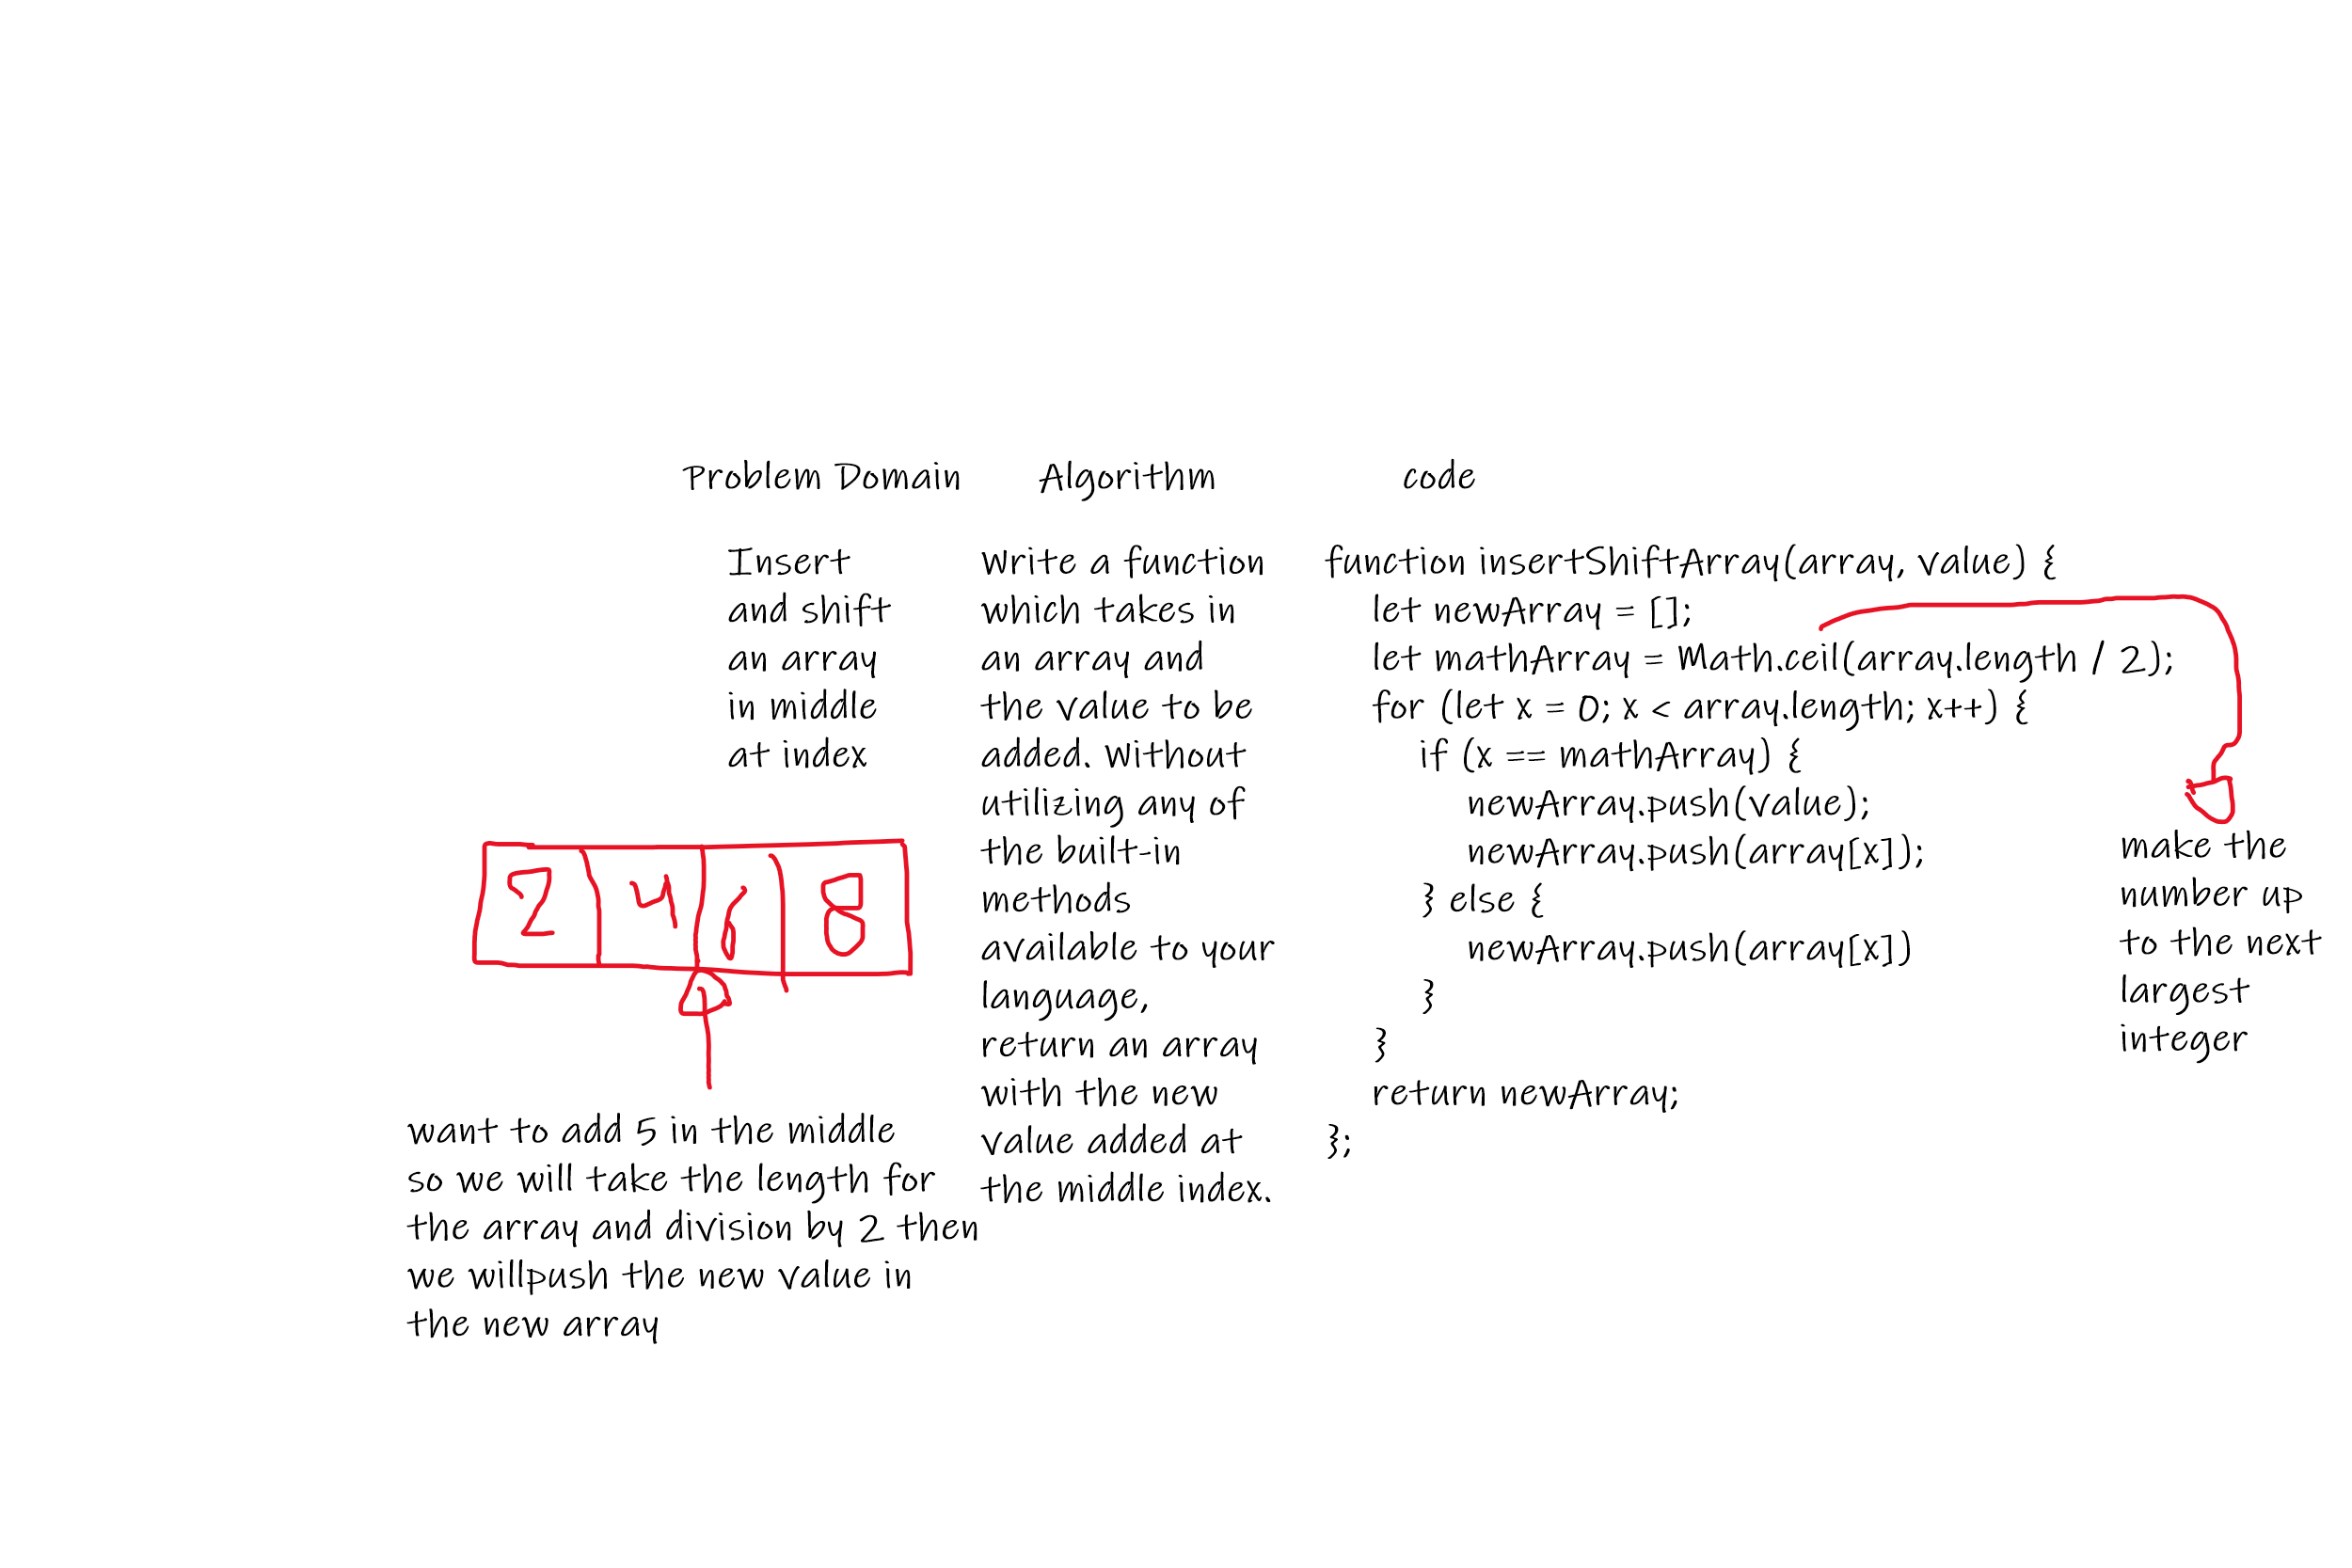 Problem Domain
Insert
and shift
an array
in middle
at index
2 4 6 8
want to add 5 in the middle
so we will take the length for
the array and division by 2 then
we willpush the new value in
the new array
Algorithm
Write a function
which takes in
an array and
the value to be
added. Without
utilizing any of
the built-in
methods
available to your
language,
return an array
with the new
value added at
the middle index.
code
function insertShiftArray(array, value) {
let newArray = [];
let mathArray = Math.ceil(array.length / 2);
for (let x = 0; x < array.length; x++) {
if (x == mathArray) {
newArray.push(value);
newArray.push(array[x]);
} else {
newArray.push(array[x])
}
}
return newArray;
};
make the
number up
to the next
largest
integer